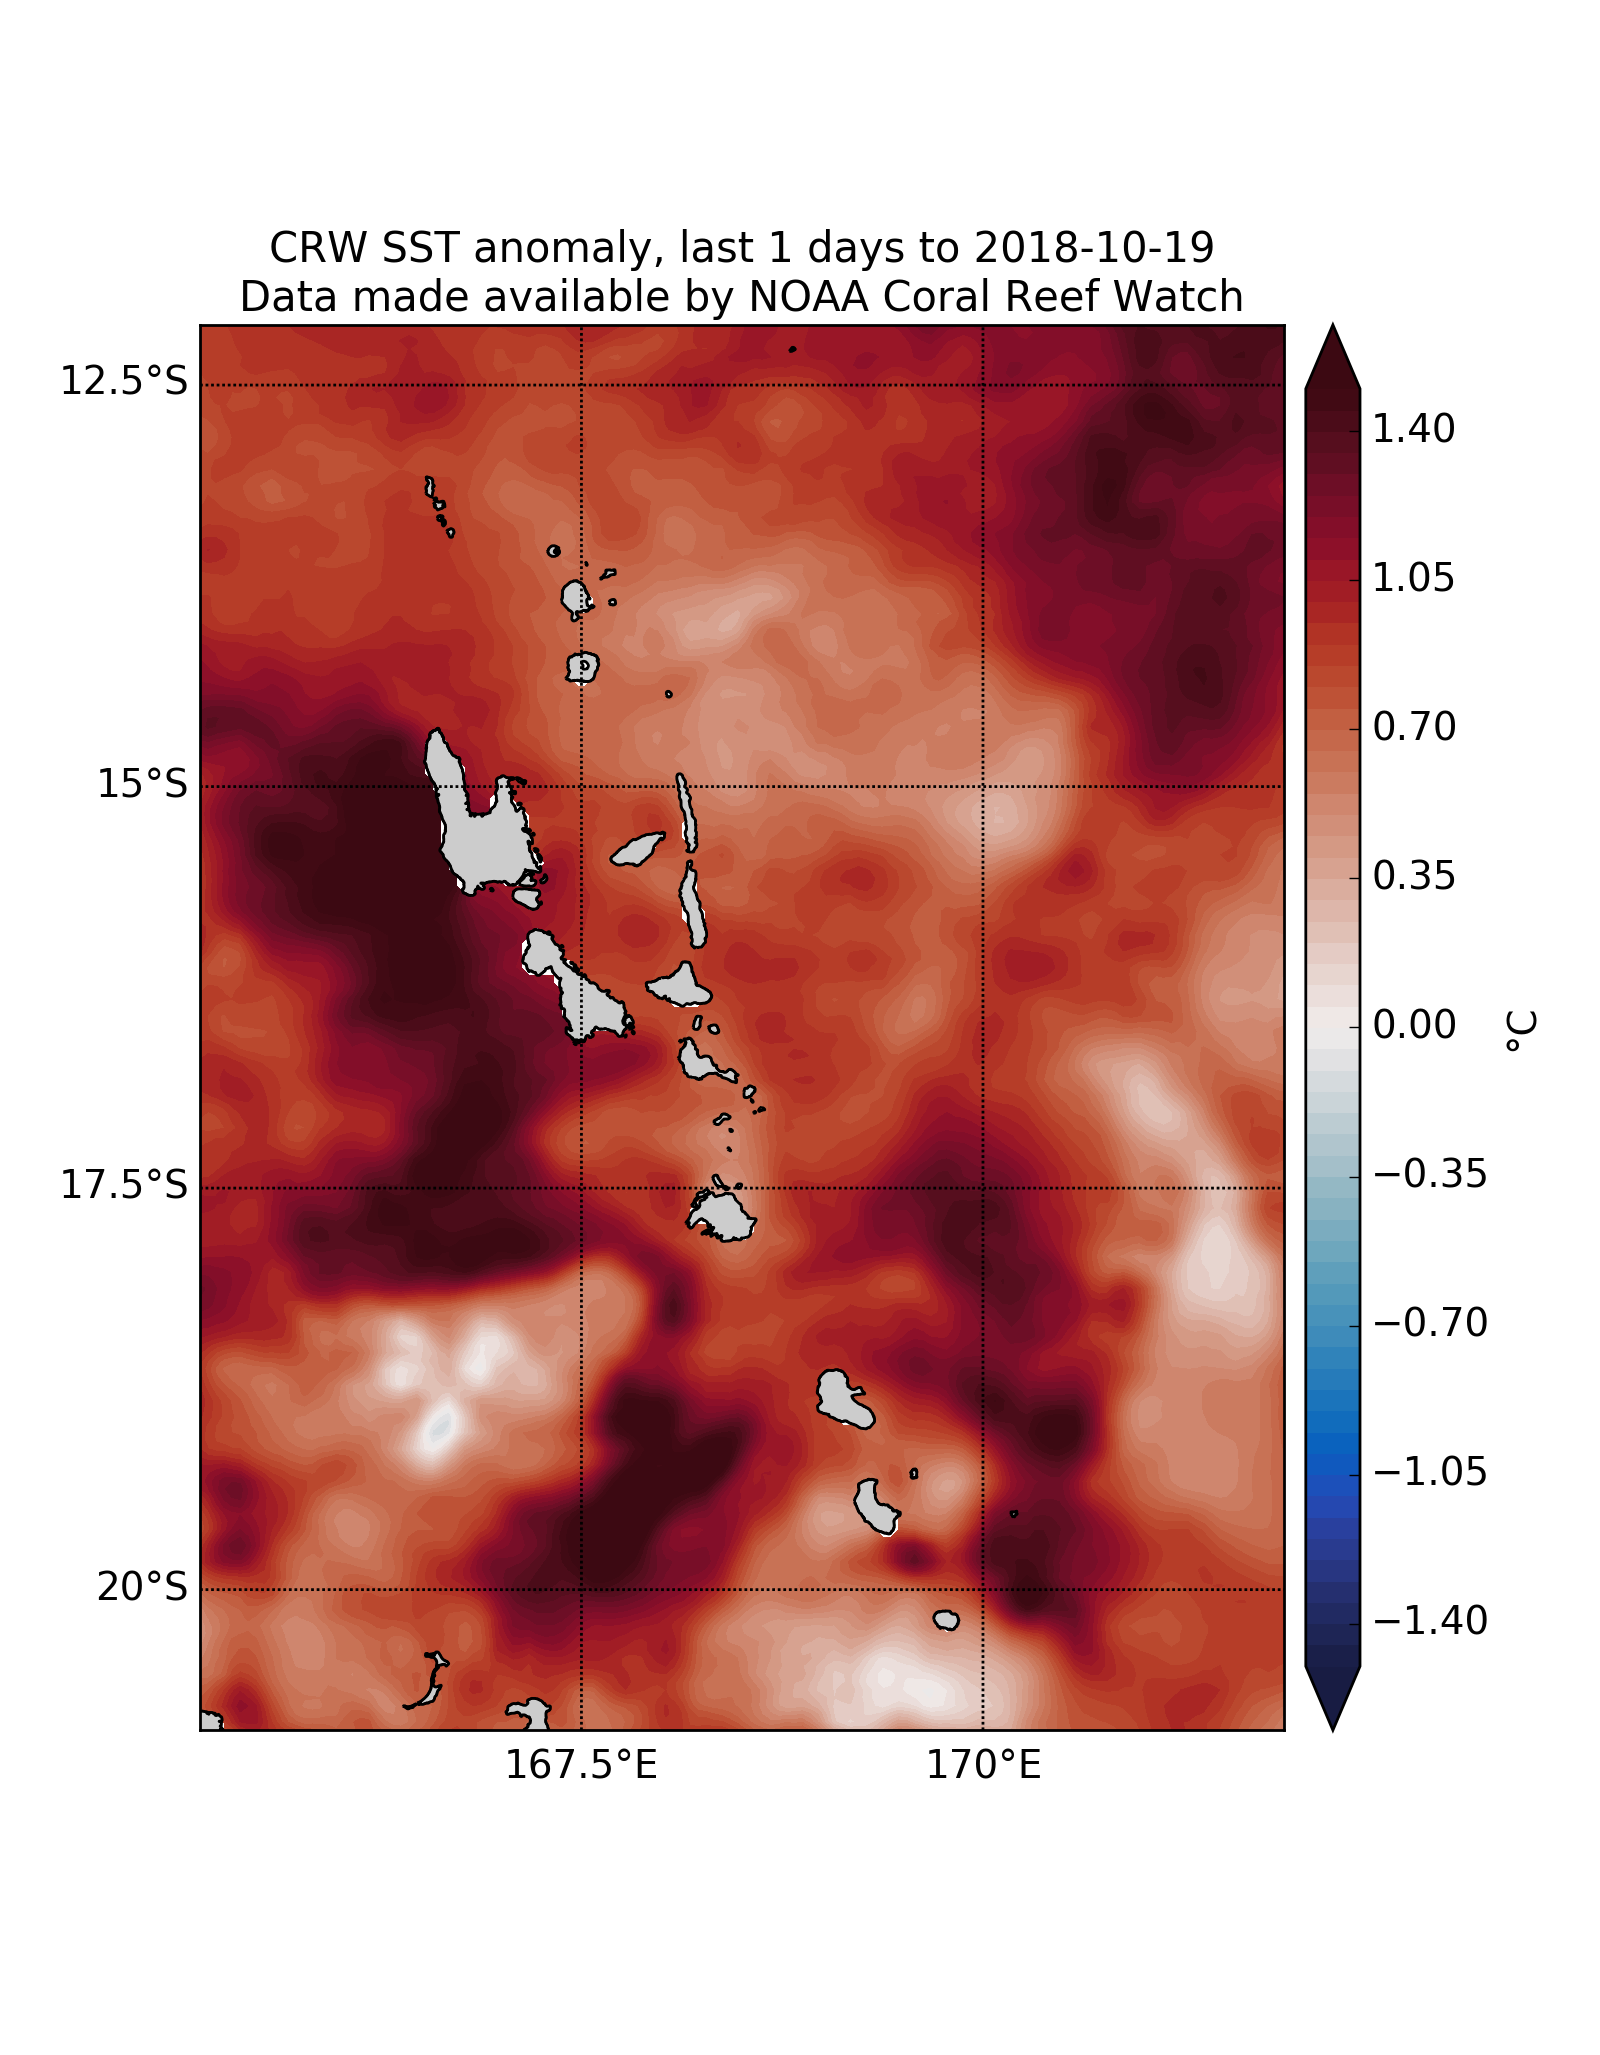 CRW SST anomaly, last 1 days to 2018-10-19
Data made available by NOAA Coral Reef Watch
12.5°S
15°S
17.5°S
20°S
167.5°E
170°E
1.40
1.05
0.70
0.35
0.00
−0.35
−0.70
−1.05
−1.40
°C